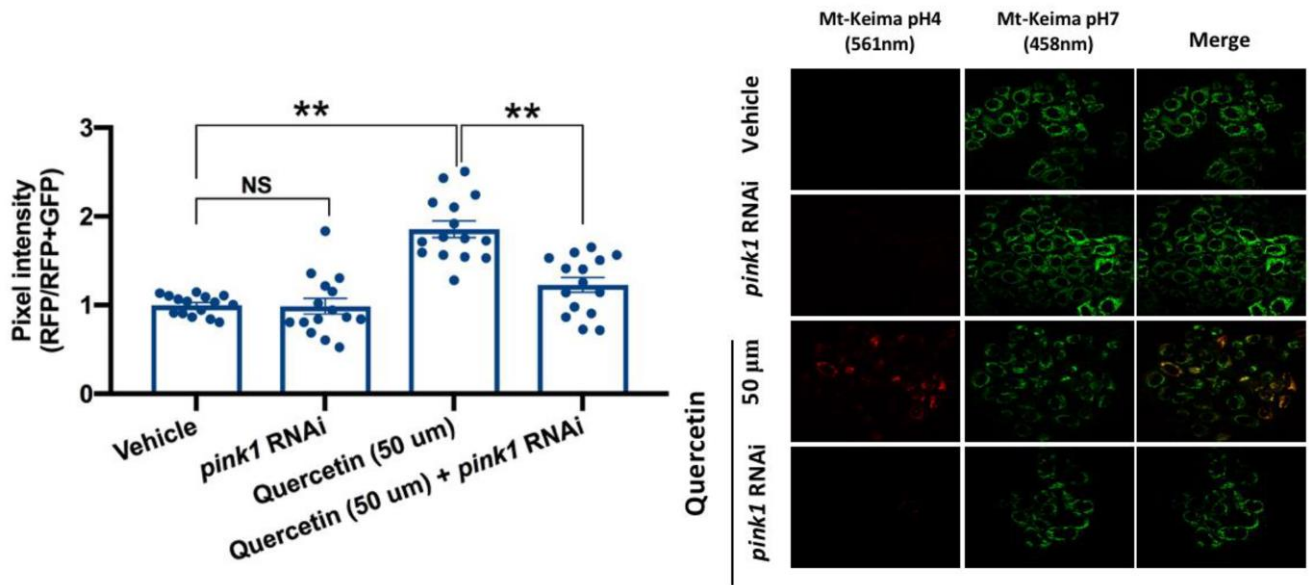 3
2
1
0
Pixel intensity
(RFP/RFP+GFP)
**
**
NS
Vehicle
pink1 RNAi
Quercetin (50 um)
Quercetin (50 um) + pink1 RNAi
Mt-Keima pH4
(561nm)
Mt-Keima pH7
(458nm)
Merge
Vehicle
pink1 RNAi
Quercetin
50 µm
pink1 RNAi